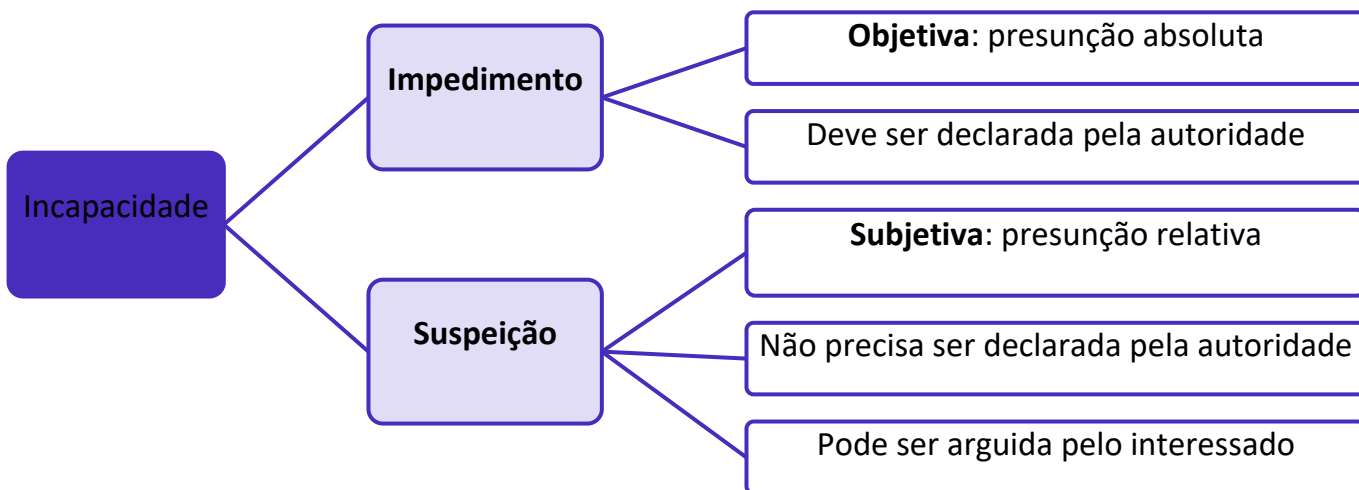 Incapacidade
Impedimento
Objetiva: presunção absoluta
Deve ser declarada pela autoridade
Suspeição
Subjetiva: presunção relativa
Não precisa ser declarada pela autoridade
Pode ser arguida pelo interessado